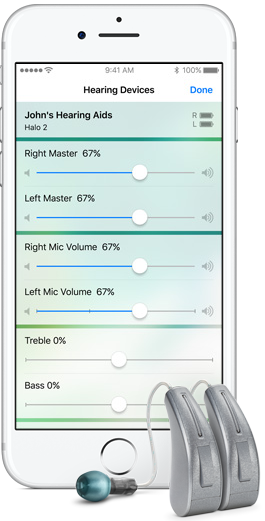 9:41 AM 100%
Hearing Devices Done
John's Hearing Aids R
Halo 2 L
Right Master 67%
Left Master 67%
Right Mic Volume 67%
Left Mic Volume 67%
Treble 0%
Bass 0%